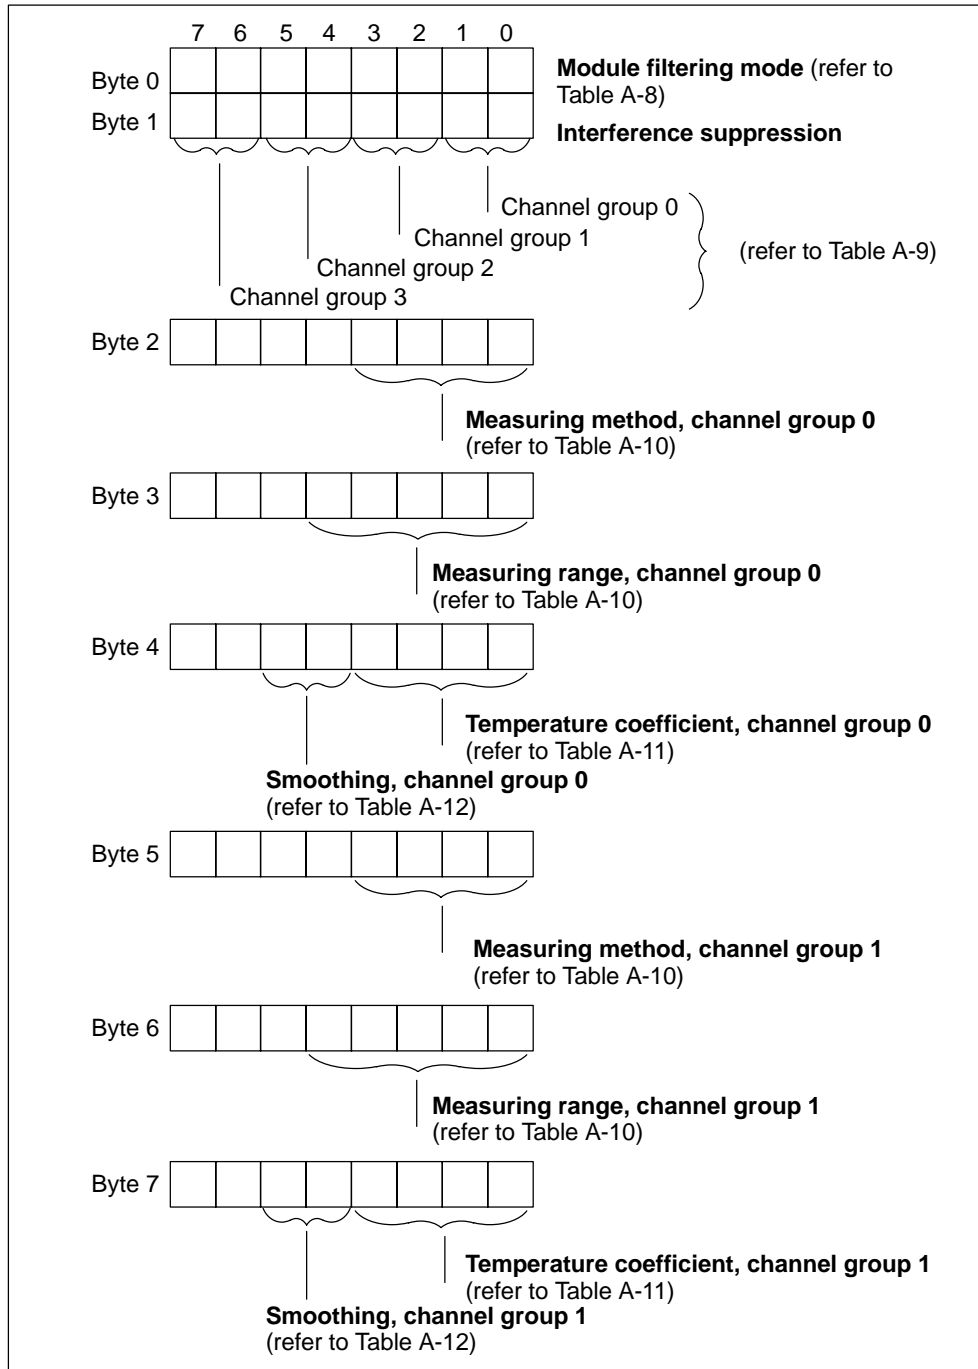 7 6 5 4 3 2 1 0
Byte 0
Module filtering mode (refer to
Table A-8)
Byte 1
Interference suppression
Channel group 0
Channel group 1
(refer to Table A-9)
Channel group 2
Channel group 3
Byte 2
Measuring method, channel group 0
(refer to Table A-10)
Byte 3
Measuring range, channel group 0
(refer to Table A-10)
Byte 4
Temperature coefficient, channel group 0
(refer to Table A-11)
Smoothing, channel group 0
(refer to Table A-12)
Byte 5
Measuring method, channel group 1
(refer to Table A-10)
Byte 6
Measuring range, channel group 1
(refer to Table A-10)
Byte 7
Temperature coefficient, channel group 1
(refer to Table A-11)
Smoothing, channel group 1
(refer to Table A-12)